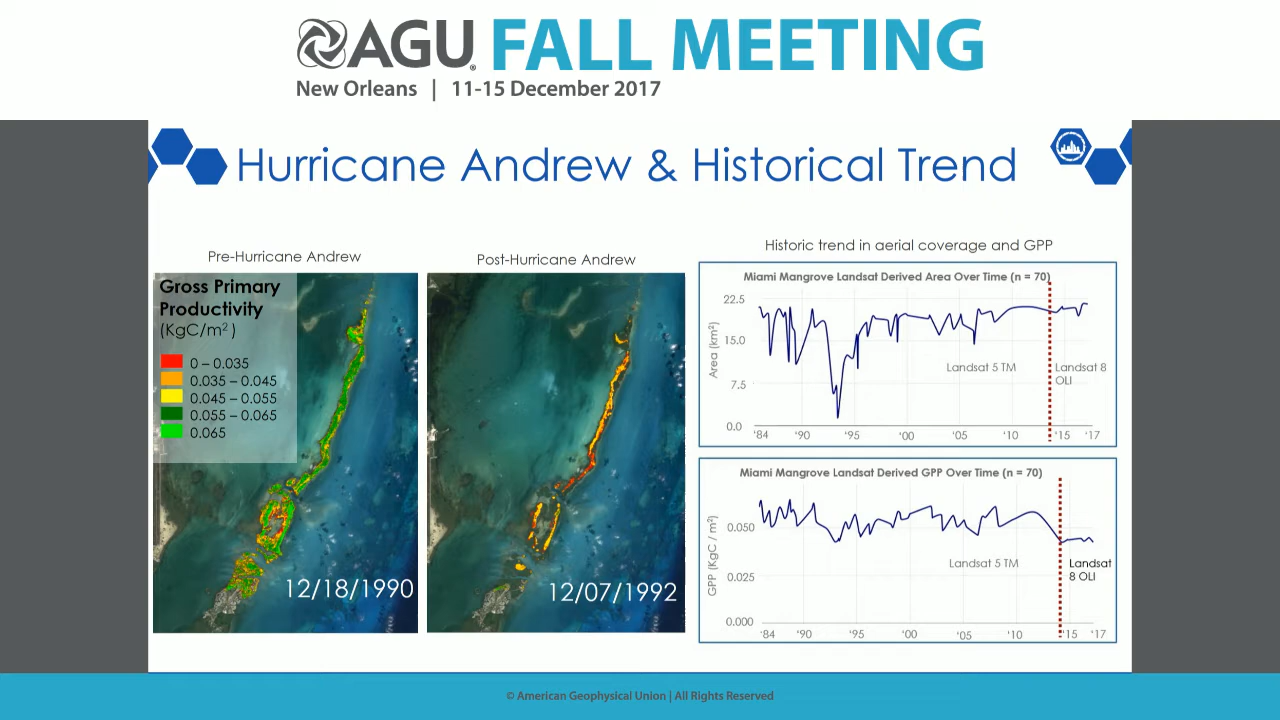 AGU FALL MEETING
New Orleans | 11-15 December 2017
Hurricane Andrew & Historical Trend
Pre-Hurricane Andrew
Gross Primary
Productivity
(KgC/m²)
0 – 0.035
0.035 – 0.045
0.045 – 0.055
0.055 – 0.065
0.065
12/18/1990
Post-Hurricane Andrew
12/07/1992
Historic trend in aerial coverage and GPP
Miami Mangrove Landsat Derived Area Over Time (n = 70)
Area (km²)
22.5
15.0
7.5
0.0
Landsat 5 TM
Landsat 8
OLI
'84 '90 '95 '00 '05 '10 '15 '17
Miami Mangrove Landsat Derived GPP Over Time (n = 70)
GPP (KgC / m²)
0.050
0.025
0.000
Landsat 5 TM
Landsat
8 OLI
'84 '90 '95 '00 '05 '10 '15 '17
© American Geophysical Union | All Rights Reserved